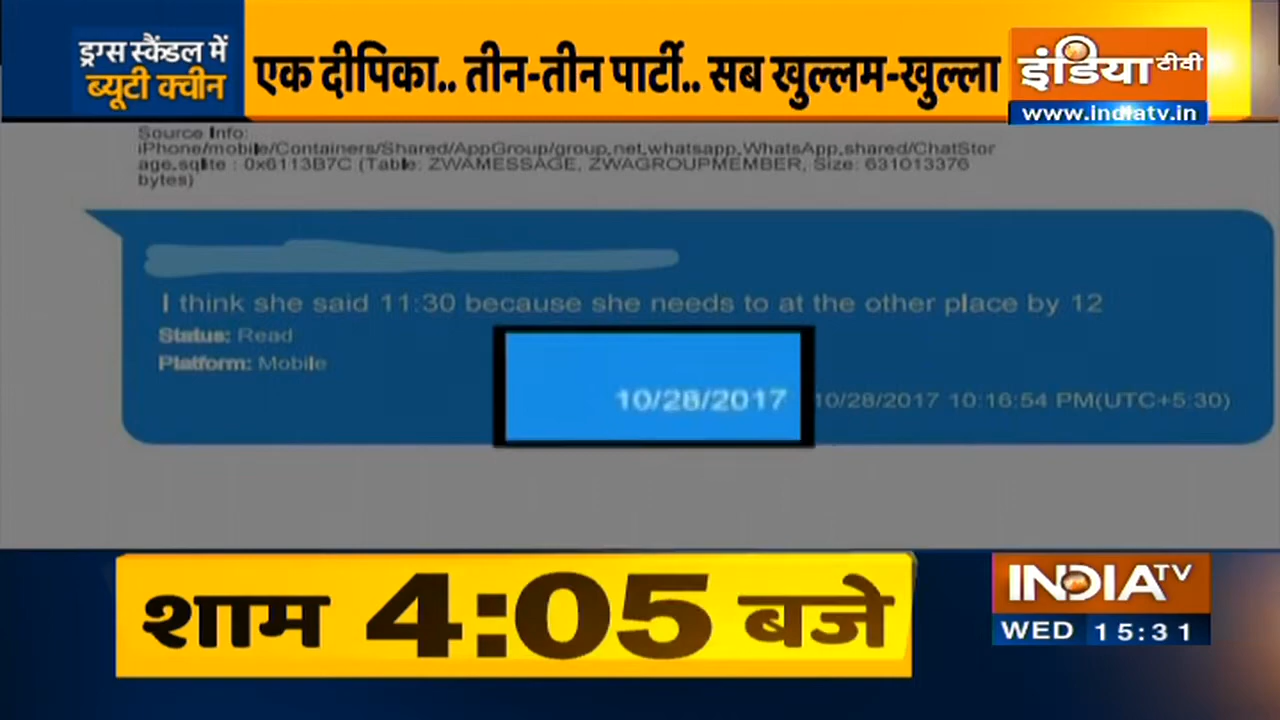 ड्रग्स स्कैंडल में
ब्यूटी क्वीन
एक दीपिका.. तीन-तीन पार्टी.. सब खुल्लम-खुल्ला
इंडिया टीवी
www.indiatv.in
Source Info:
iPhone/mobile/Containers/Shared/AppGroup/group.net.whatsapp.WhatsApp.shared/ChatStor
age.sqlite : 0x6113B7C (Table: ZWAMESSAGE, ZWAGROUPMEMBER, Size: 631013376
bytes)
I think she said 11:30 because she needs to at the other place by 12
Status: Read
Platform: Mobile
10/28/2017
10/28/2017 10:16:54 PM(UTC+5:30)
शाम 4:05 बजे
INDIA TV
WED 15:31